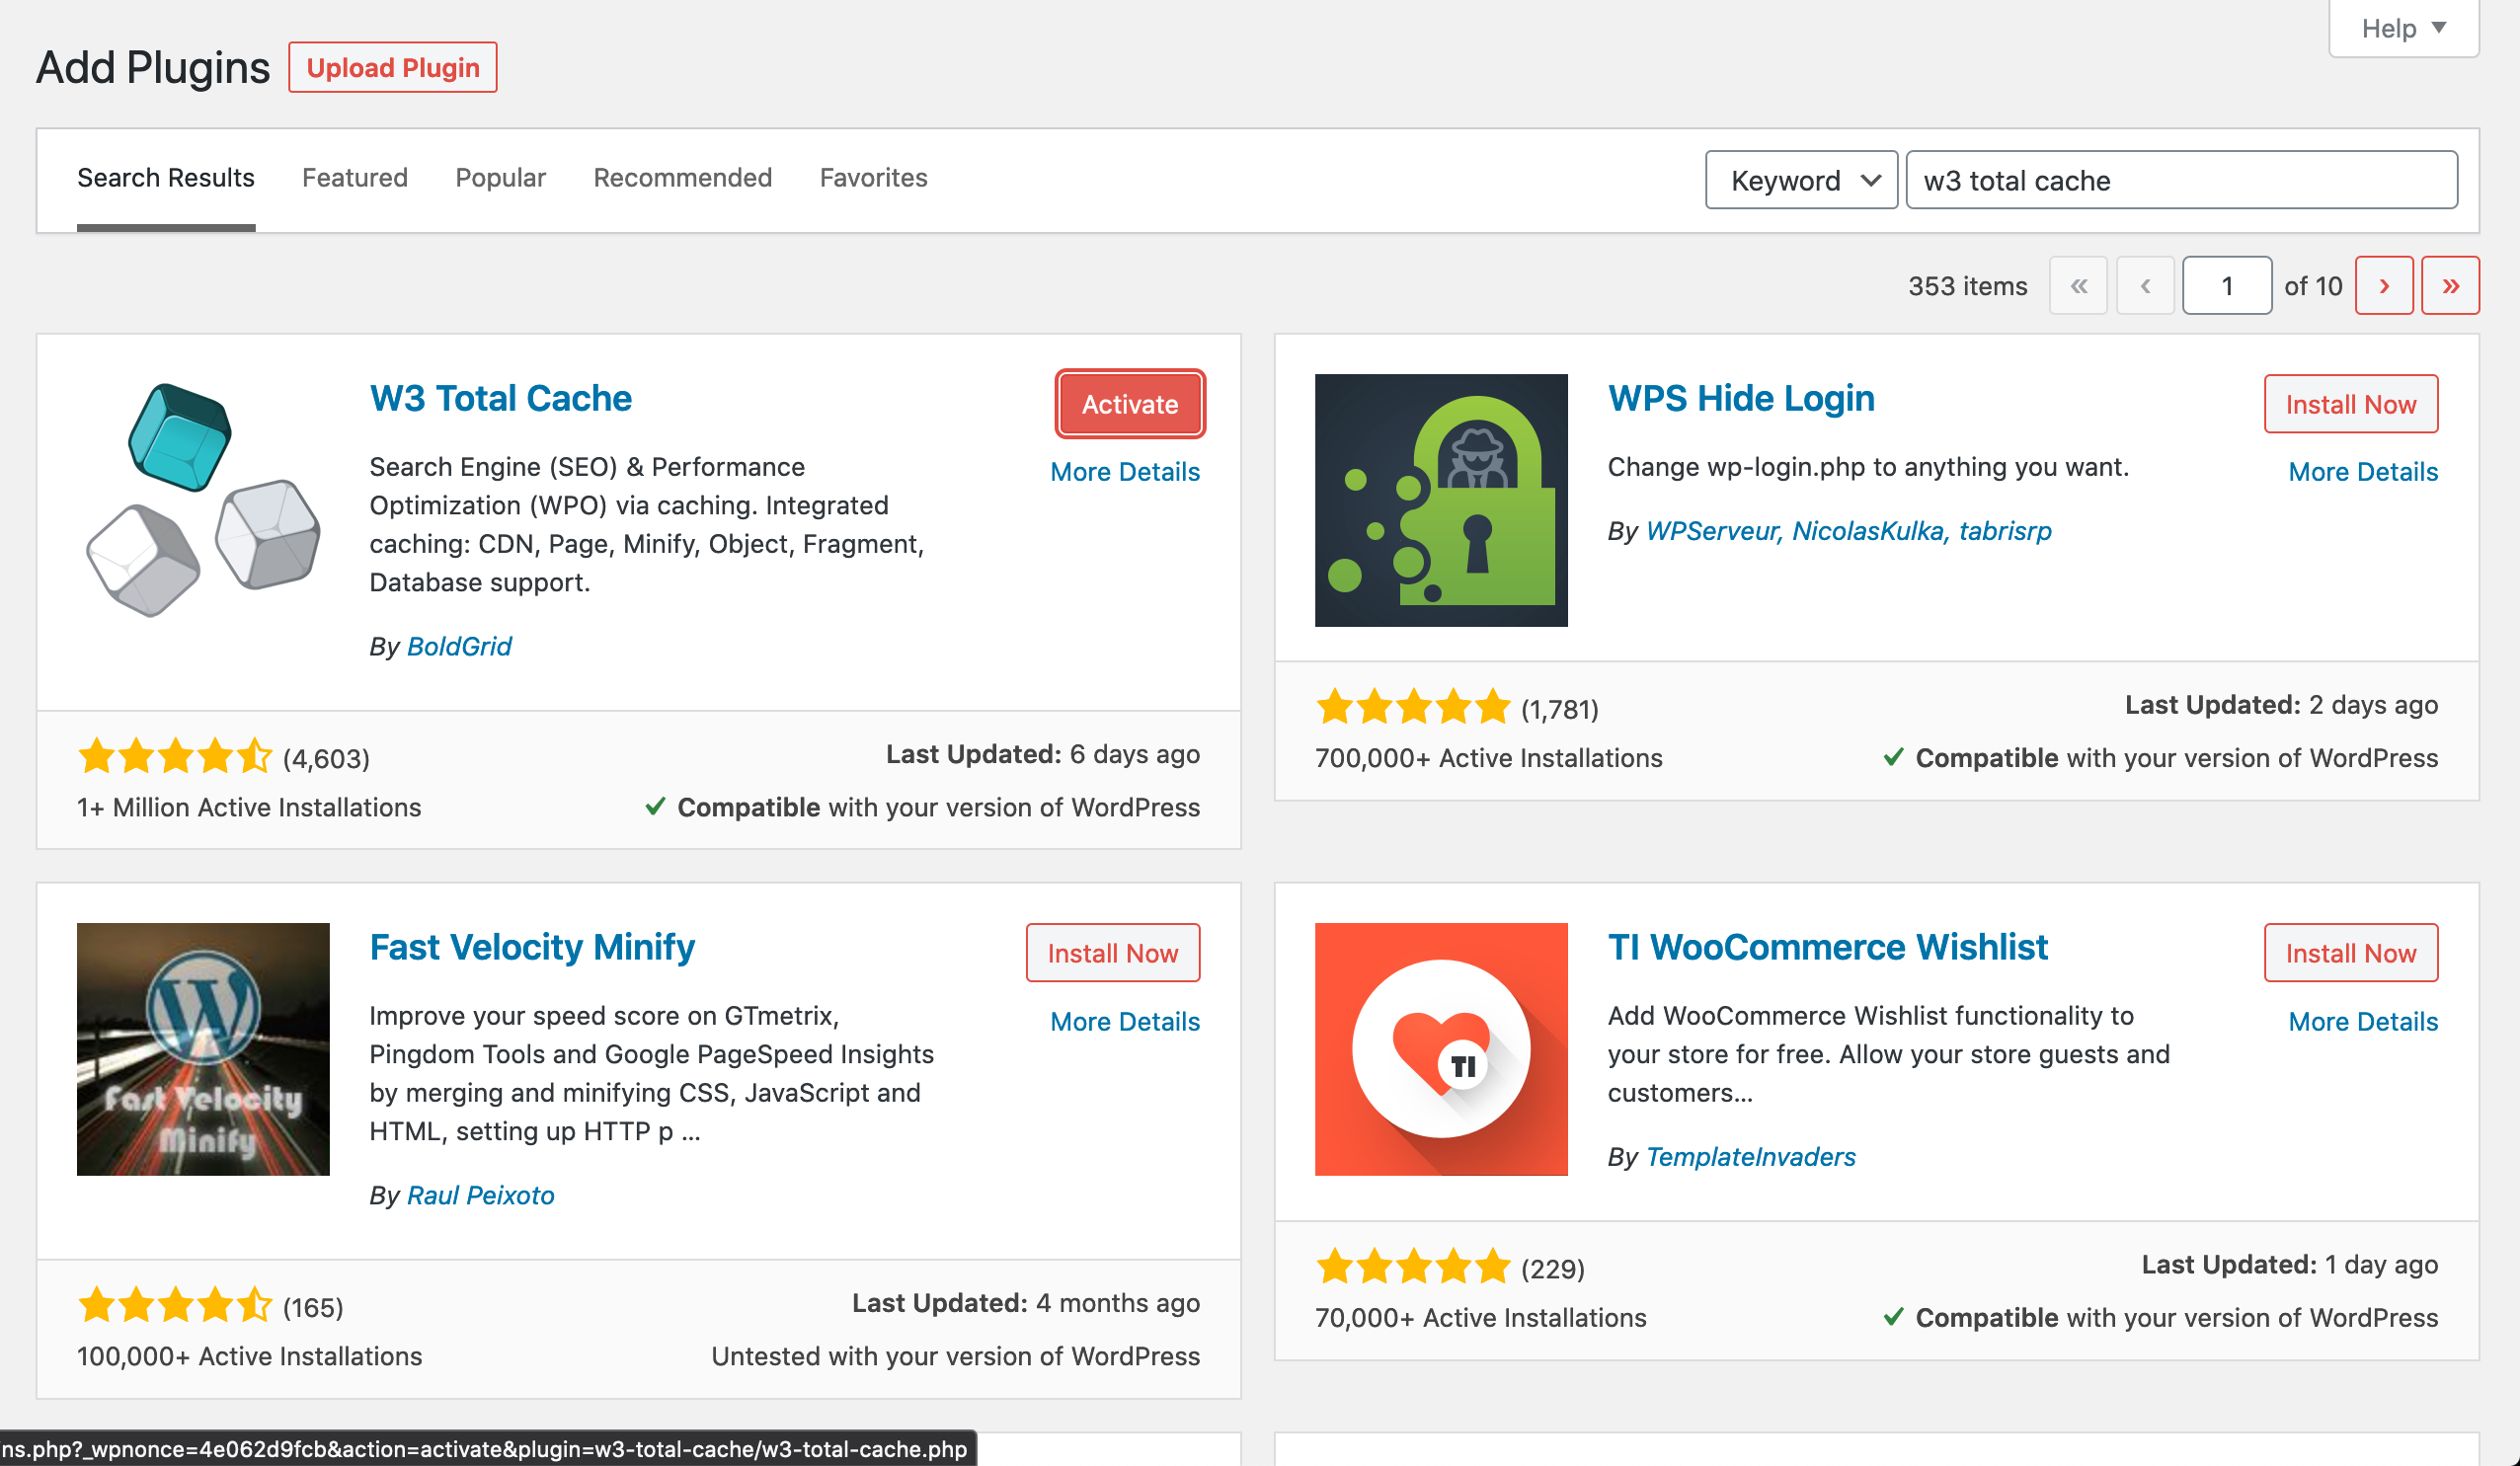 Help
Add Plugins
Upload Plugin
Search Results
Featured
Popular
Recommended
Favorites
Keyword
w3 total cache
353 items
«
‹
1
of 10
›
»
W3 Total Cache
Activate
More Details
Search Engine (SEO) & Performance
Optimization (WPO) via caching. Integrated
caching: CDN, Page, Minify, Object, Fragment,
Database support.
By BoldGrid
(4,603)
Last Updated: 6 days ago
1+ Million Active Installations
Compatible with your version of WordPress
WPS Hide Login
Install Now
More Details
Change wp-login.php to anything you want.
By WPServeur, NicolasKulka, tabrisrp
(1,781)
Last Updated: 2 days ago
700,000+ Active Installations
Compatible with your version of WordPress
Fast Velocity
Minify
Fast Velocity Minify
Install Now
More Details
Improve your speed score on GTmetrix,
Pingdom Tools and Google PageSpeed Insights
by merging and minifying CSS, JavaScript and
HTML, setting up HTTP p ...
By Raul Peixoto
(165)
Last Updated: 4 months ago
100,000+ Active Installations
Untested with your version of WordPress
TI
TI WooCommerce Wishlist
Install Now
More Details
Add WooCommerce Wishlist functionality to
your store for free. Allow your store guests and
customers...
By TemplateInvaders
(229)
Last Updated: 1 day ago
70,000+ Active Installations
Compatible with your version of WordPress
ns.php?_wpnonce=4e062d9fcb&action=activate&plugin=w3-total-cache/w3-total-cache.php